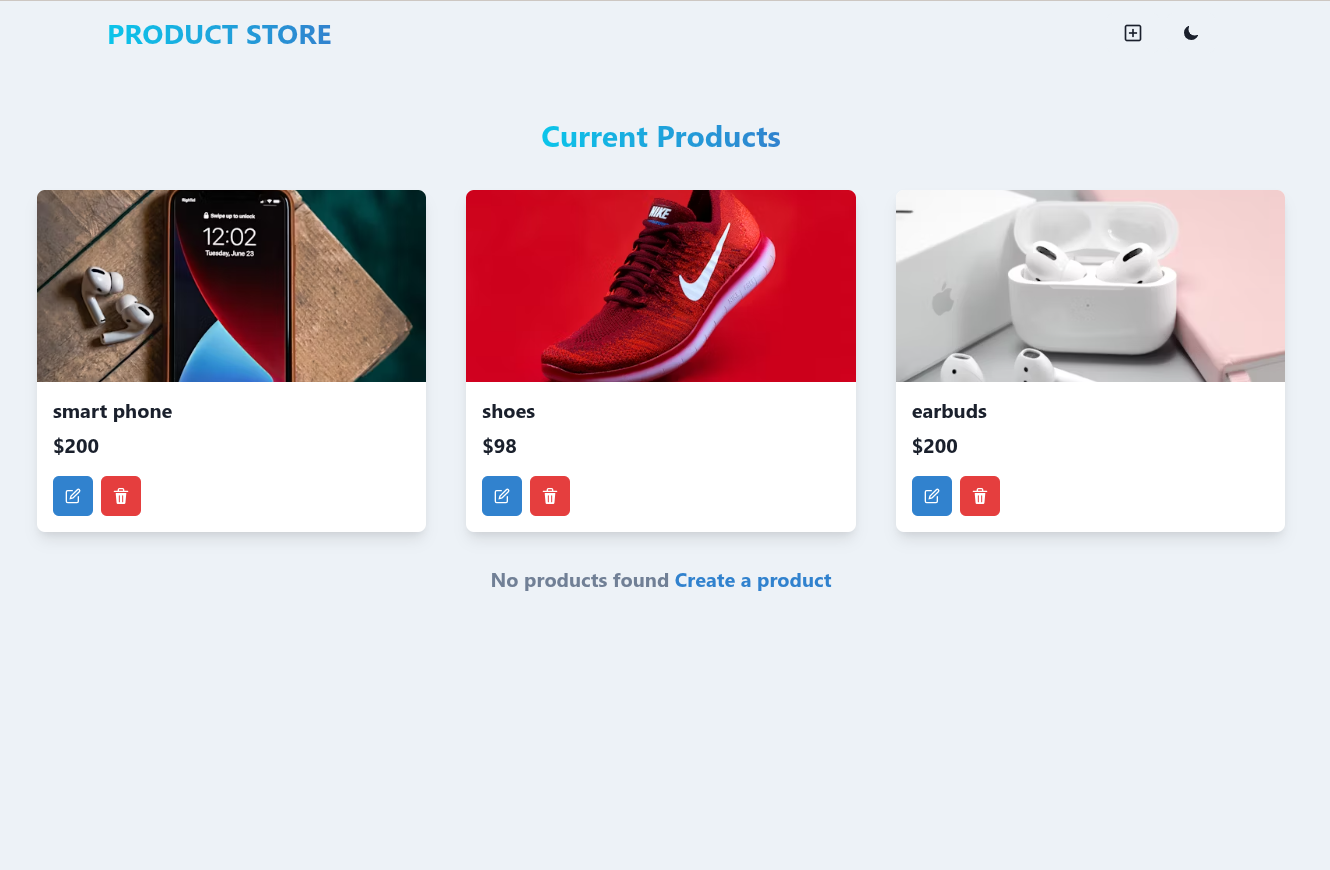 PRODUCT STORE
Current Products
Swipe up to unlock
12:02
Tuesday, June 23
NIKE
smart phone
$200
shoes
$98
earbuds
$200
No products found Create a product